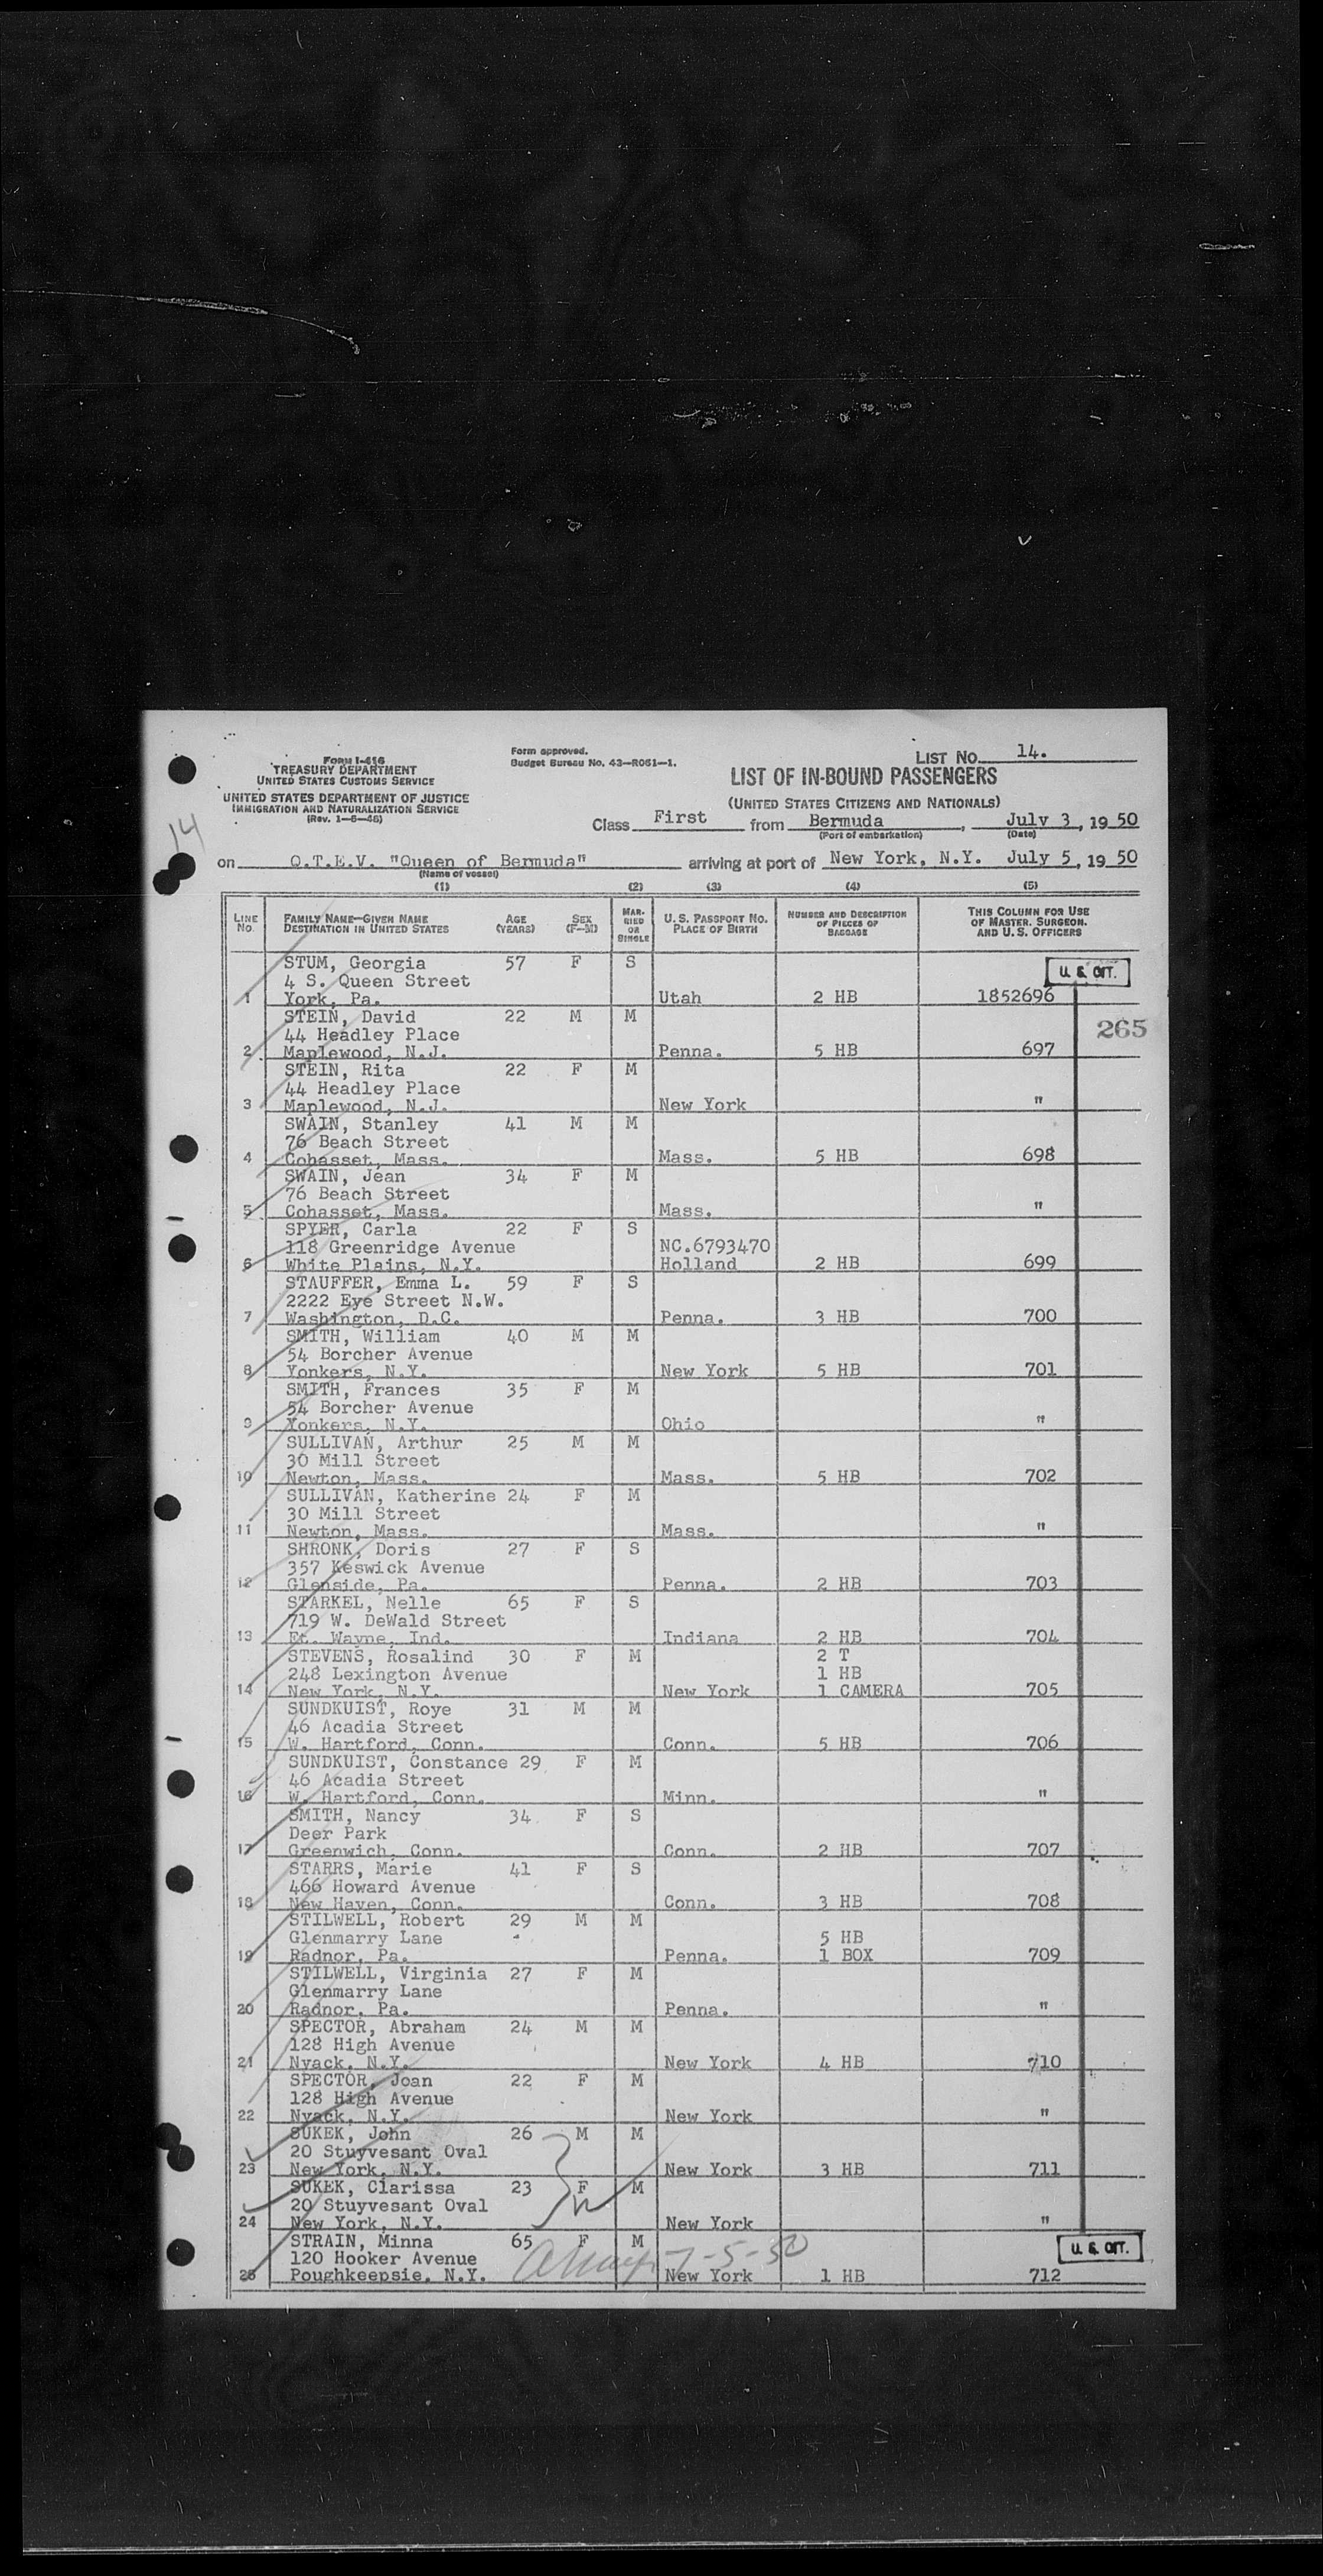 Form I-416
TREASURY DEPARTMENT
UNITED STATES CUSTOMS SERVICE
UNITED STATES DEPARTMENT OF JUSTICE
IMMIGRATION AND NATURALIZATION SERVICE
(Rev. 1-6-48)
Form approved.
Budget Bureau No. 43-R061-1.
LIST NO. 14.
LIST OF IN-BOUND PASSENGERS
(UNITED STATES CITIZENS AND NATIONALS)
14
Class First from Bermuda, July 3, 1950
(Port of embarkation) (Date)
on Q.T.E.V. "Queen of Bermuda" arriving at port of New York, N.Y. July 5, 1950
(Name of vessel)
(1) (2) (3) (4) (5)
LINE NO. FAMILY NAME—GIVEN NAME DESTINATION IN UNITED STATES AGE (YEARS) SEX (F—M) MARRIED OR SINGLE U.S. PASSPORT NO. PLACE OF BIRTH NUMBER AND DESCRIPTION OF PIECES OF BAGGAGE THIS COLUMN FOR USE OF MASTER, SURGEON, AND U.S. OFFICERS
STUM, Georgia 57 F S
4 S. Queen Street U. S. CIT.
1 York, Pa. Utah 2 HB 1852696
STEIN, David 22 M M
44 Headley Place 265
2 Maplewood, N.J. Penna. 5 HB 697
STEIN, Rita 22 F M
44 Headley Place
3 Maplewood, N.J. New York "
SWAIN, Stanley 41 M M
76 Beach Street
4 Cohasset, Mass. Mass. 5 HB 698
SWAIN, Jean 34 F M
76 Beach Street
5 Cohasset, Mass. Mass. "
SPYER, Carla 22 F S
118 Greenridge Avenue NC.6793470
6 White Plains, N.Y. Holland 2 HB 699
STAUFFER, Emma L. 59 F S
2222 Eye Street N.W.
7 Washington, D.C. Penna. 3 HB 700
SMITH, William 40 M M
54 Borcher Avenue
8 Yonkers, N.Y. New York 5 HB 701
SMITH, Frances 35 F M
54 Borcher Avenue
9 Yonkers, N.Y. Ohio "
SULLIVAN, Arthur 25 M M
30 Mill Street
10 Newton, Mass. Mass. 5 HB 702
SULLIVAN, Katherine 24 F M
30 Mill Street
11 Newton, Mass. Mass. "
SHRONK, Doris 27 F S
357 Keswick Avenue
12 Glenside, Pa. Penna. 2 HB 703
STARKEL, Nelle 65 F S
719 W. DeWald Street
13 Ft. Wayne, Ind. Indiana 2 HB 704
STEVENS, Rosalind 30 F M 2 T
248 Lexington Avenue 1 HB
14 New York, N.Y. New York 1 CAMERA 705
SUNDKUIST, Roye 31 M M
46 Acadia Street
15 W. Hartford, Conn. Conn. 5 HB 706
SUNDKUIST, Constance 29 F M
46 Acadia Street
16 W. Hartford, Conn. Minn. "
SMITH, Nancy 34 F S
Deer Park
17 Greenwich, Conn. Conn. 2 HB 707
STARRS, Marie 41 F S
466 Howard Avenue
18 New Haven, Conn. Conn. 3 HB 708
STILWELL, Robert 29 M M
Glenmarry Lane 5 HB
19 Radnor, Pa. Penna. 1 BOX 709
STILWELL, Virginia 27 F M
Glenmarry Lane
20 Radnor, Pa. Penna. "
SPECTOR, Abraham 24 M M
128 High Avenue
21 Nyack, N.Y. New York 4 HB 710
SPECTOR, Joan 22 F M
128 High Avenue
22 Nyack, N.Y. New York "
SUKEK, John 26 M M
20 Stuyvesant Oval
23 New York, N.Y. New York 3 HB 711
SUKEK, Clarissa 23 F M
20 Stuyvesant Oval
24 New York, N.Y. New York "
STRAIN, Minna 65 F M U. S. CIT.
120 Hooker Avenue 7-5-50
25 Poughkeepsie, N.Y. New York 1 HB 712